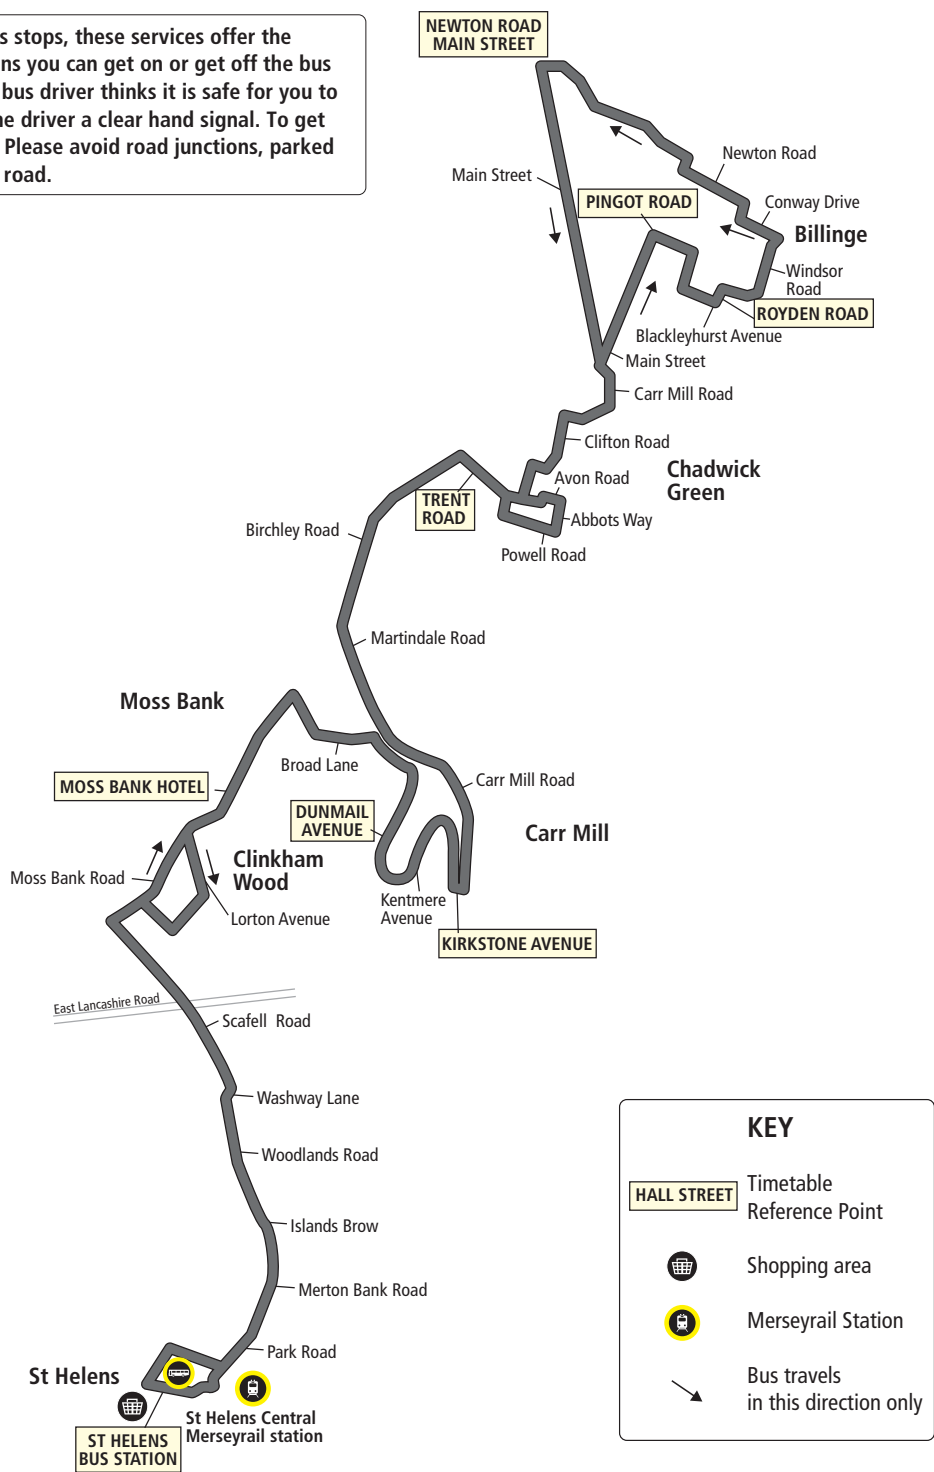 s stops, these services offer the
ns you can get on or get off the bus
bus driver thinks it is safe for you to
ne driver a clear hand signal. To get
Please avoid road junctions, parked
road.
NEWTON ROAD
MAIN STREET
Newton Road
Main Street
PINGOT ROAD
Conway Drive
Billinge
Windsor
Road
ROYDEN ROAD
Blackleyhurst Avenue
Main Street
Carr Mill Road
Clifton Road
Chadwick
Green
Avon Road
TRENT
ROAD
Abbots Way
Birchley Road
Powell Road
Martindale Road
Moss Bank
Broad Lane
Carr Mill Road
MOSS BANK HOTEL
DUNMAIL
AVENUE
Carr Mill
Clinkham
Wood
Moss Bank Road
Kentmere
Avenue
Lorton Avenue
KIRKSTONE AVENUE
East Lancashire Road
Scafell Road
Washway Lane
Woodlands Road
Islands Brow
Merton Bank Road
Park Road
St Helens
St Helens Central
Merseyrail station
ST HELENS
BUS STATION
KEY
HALL STREET
Timetable
Reference Point
Shopping area
Merseyrail Station
Bus travels
in this direction only